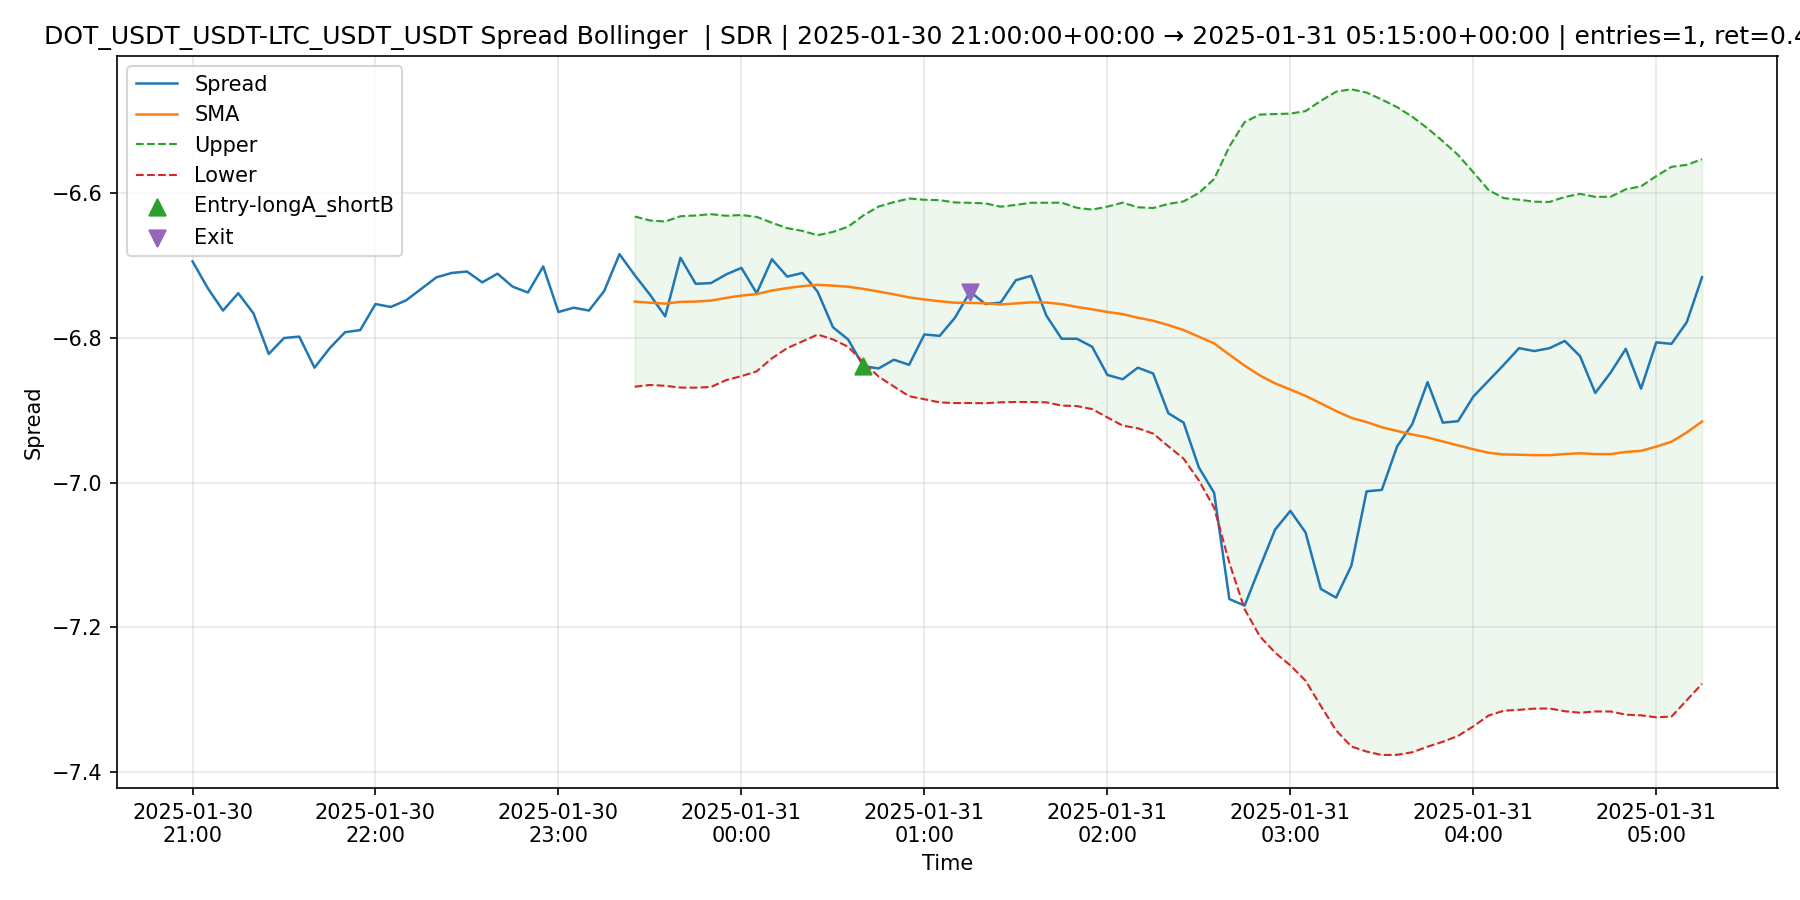 DOT_USDT_USDT-LTC_USDT_USDT Spread Bollinger | SDR | 2025-01-30 21:00:00+00:00 → 2025-01-31 05:15:00+00:00 | entries=1, ret=0.4
Spread
SMA
Upper
Lower
Entry-longA_shortB
Exit
−6.6
−6.8
−7.0
−7.2
−7.4
Spread
2025-01-30 2025-01-30 2025-01-30 2025-01-31 2025-01-31 2025-01-31 2025-01-31 2025-01-31 2025-01-31
21:00 22:00 23:00 00:00 01:00 02:00 03:00 04:00 05:00
Time